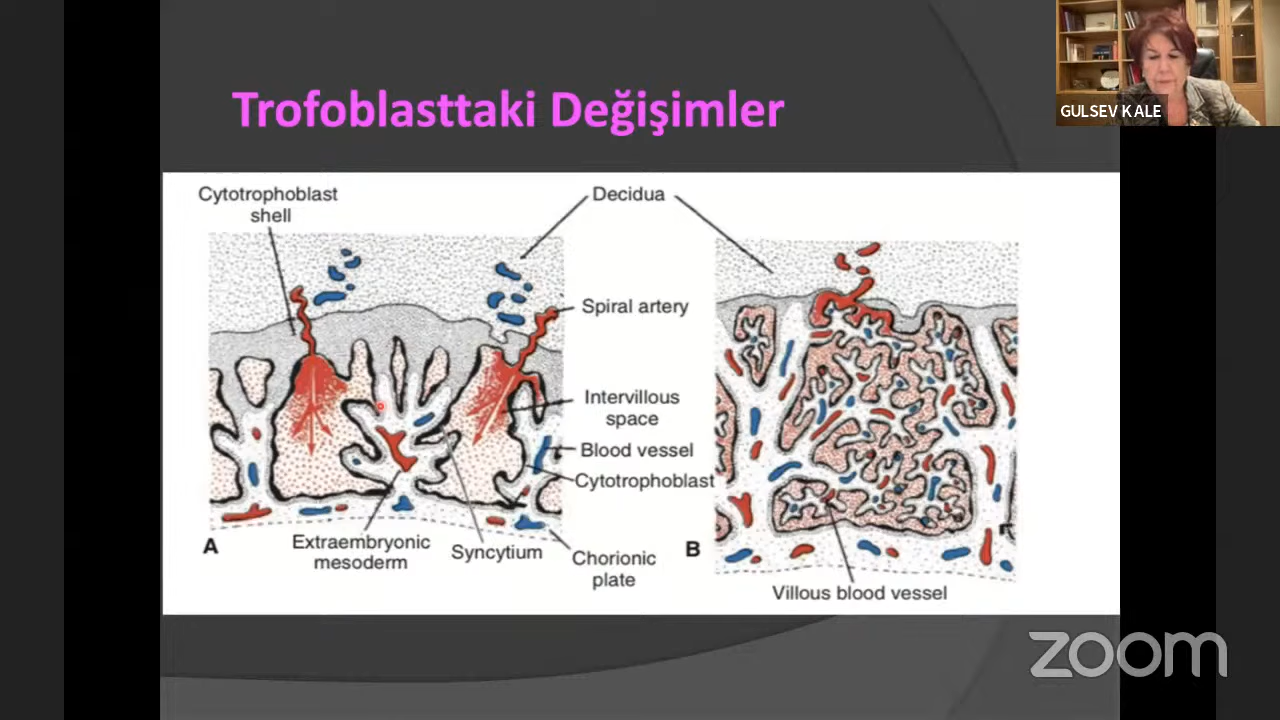 Trofoblasttaki Değişimler
GULSEV KALE
Cytotrophoblast
shell
Decidua
Spiral artery
Intervillous
space
Blood vessel
Cytotrophoblast
A
Extraembryonic
mesoderm
Syncytium
Chorionic
plate
B
Villous blood vessel
zoom